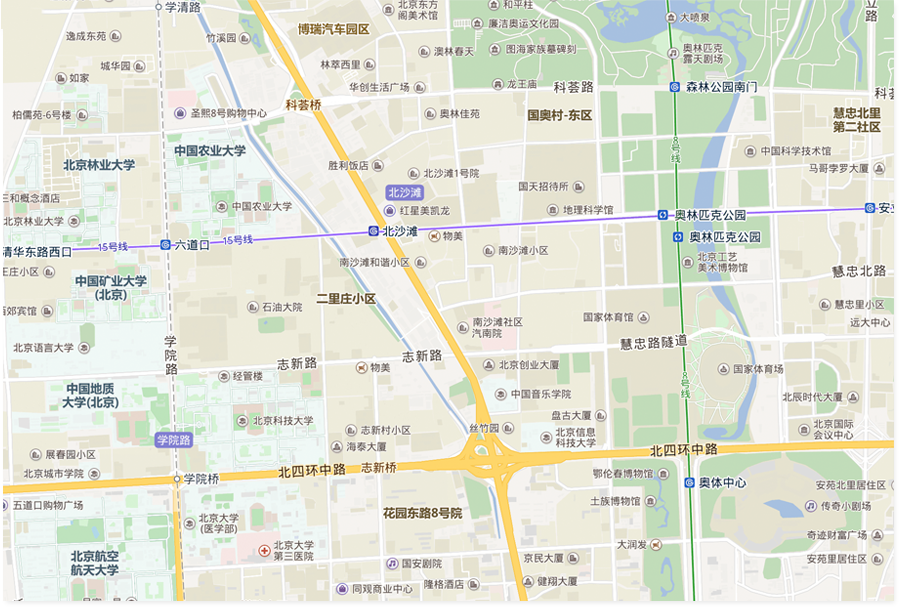 学清路
北京东方
阁美术馆
和平柱
廉洁奥运文化园
大喷泉
立
路
逸成东苑
竹溪园
博瑞汽车园区
澳林春天
图海家族墓碑刻
奥林匹克
露天剧场
城华园
林萃西里
如家
华创生活广场
龙王庙
科荟路
森林公园南门
科荟桥
柏儒苑-6号楼
圣熙8号购物中心
奥林佳苑
国奥村-东区
慧忠北里
第二社区
8号线
北京林业大学
中国农业大学
中国科学技术馆
胜利饭店
北沙滩1号院
马哥孛罗大厦
国天招待所
三和概念酒店
北沙滩
中国农业大学
红星美凯龙
地理科学馆
北京林业大学
奥林匹克公园
安立
清华东路西口
15号线
六道口
15号线
北沙滩
物美
奥林匹克公园
南沙滩小区
南沙滩和谐小区
北京工艺
美术博物馆
王庄小区
慧忠北路
中国矿业大学
(北京)
二里庄小区
石油大院
西郊宾馆
慧忠里小区
国家体育馆
南沙滩社区
汽南院
远大中心
学院路
慧忠路隧道
北京语言大学
志新路
志新路
物美
北京创业大厦
国家体育场
经管楼
8号线
中国地质
大学(北京)
中国音乐学院
北辰时代大厦
北京科技大学
盘古大厦
志新村小区
丝竹园
北京信息
科技大学
北京国际
会议中心
学院路
海泰大厦
展春园小区
北四环中路
北京城市学院
学院桥
北四环中路
志新桥
鄂伦春博物馆
奥体中心
安苑北里居住区
五道口购物广场
土族博物馆
传奇小剧场
花园东路8号院
北京大学
(医学部)
奇迹财富广场
北京大学
第三医院
大润发
北京航空
航天大学
国安剧院
京民大厦
安苑里居住区
同观商业中心
隆格酒店
健翔大厦